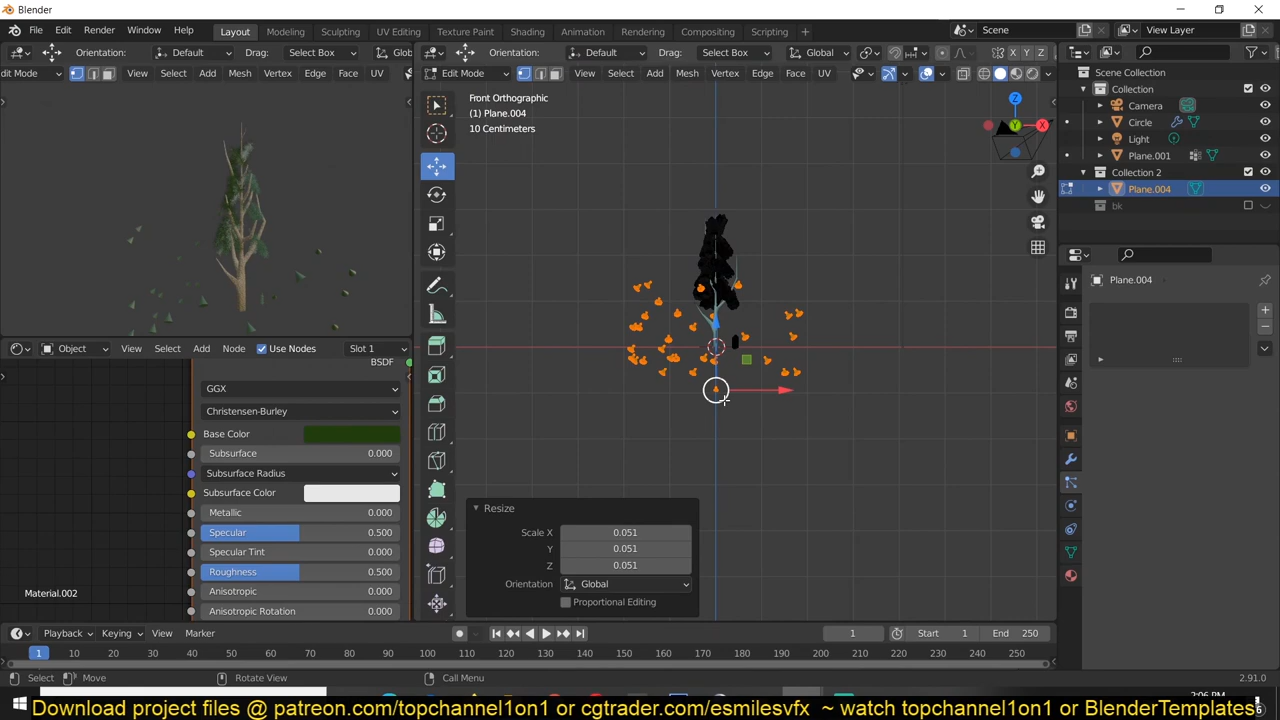 Blender
File Edit Render Window Help Layout Modeling Sculpting UV Editing Texture Paint Shading Animation Rendering Compositing Scripting + Scene View Layer
Orientation: Default Drag: Select Box Glob Orientation: Default Drag: Select Box Global X Y Z
dit Mode View Select Add Mesh Vertex Edge Face UV Edit Mode View Select Add Mesh Vertex Edge Face UV
Scene Collection
Collection
Camera
Circle
Light
Plane.001
Collection 2
Plane.004
bk
Front Orthographic
(1) Plane.004
10 Centimeters
Z
Y
X
Plane.004
Object View Select Add Node Use Nodes Slot 1
BSDF
GGX
Christensen-Burley
Base Color
Subsurface 0.000
Subsurface Radius
Subsurface Color
Metallic 0.000
Specular 0.500
Specular Tint 0.000
Roughness 0.500
Anisotropic 0.000
Anisotropic Rotation 0.000
Material.002
Resize
Scale X 0.051
Y 0.051
Z 0.051
Orientation Global
Proportional Editing
Playback Keying View Marker 1 Start 1 End 250
1 10 20 30 40 50 60 70 80 90 100 110 120 130 140 150 160 170 180 190 200 210 220 230 240 250
Select Move Rotate View Call Menu 2.91.0
2:06 PM
Download project files @ patreon.com/topchannel1on1 or cgtrader.com/esmilesvfx ~ watch topchannel1on1 or BlenderTemplates